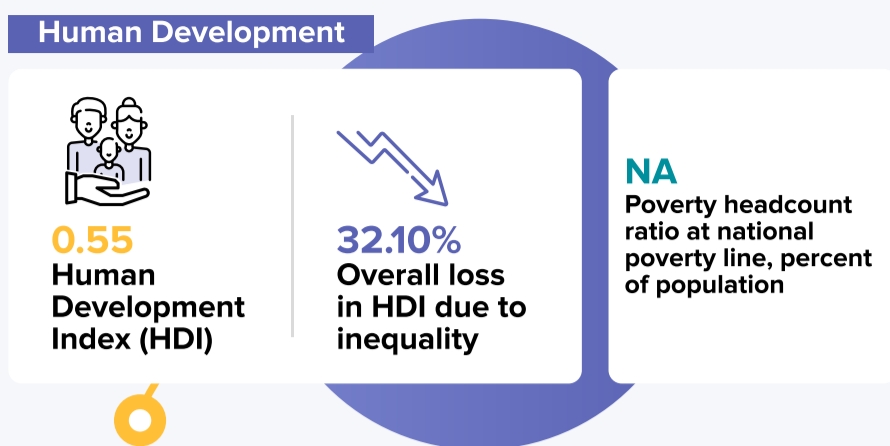 Human Development
0.55
Human
Development
Index (HDI)
32.10%
Overall loss
in HDI due to
inequality
NA
Poverty headcount
ratio at national
poverty line, percent
of population